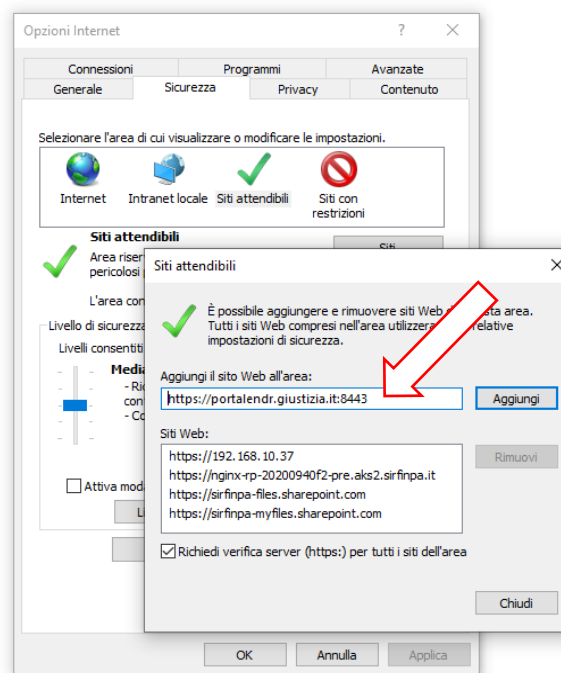 Opzioni Internet
?
Connessioni Programmi Avanzate
Generale Sicurezza Privacy Contenuto
Selezionare l'area di cui visualizzare o modificare le impostazioni.
Internet Intranet locale Siti attendibili Siti con
restrizioni
Siti attendibili
Area riser
pericolosi
L'area con
Livello di sicurezza
Livelli consentiti
Media
- Ric
con
- Co
Attiva moda
Siti attendibili
È possibile aggiungere e rimuovere siti Web
sta area.
Tutti i siti Web compresi nell'area utilizzera
relative
impostazioni di sicurezza.
Aggiungi il sito Web all'area:
https://portalendr.giustizia.it:8443
Aggiungi
Siti Web:
https://192.168.10.37
https://nginx-rp-20200940f2-pre.aks2.sirfinpa.it
https://sirfinpa-files.sharepoint.com
https://sirfinpa-myfiles.sharepoint.com
Rimuovi
Richiedi verifica server (https:) per tutti i siti dell'area
Chiudi
OK Annulla Applica